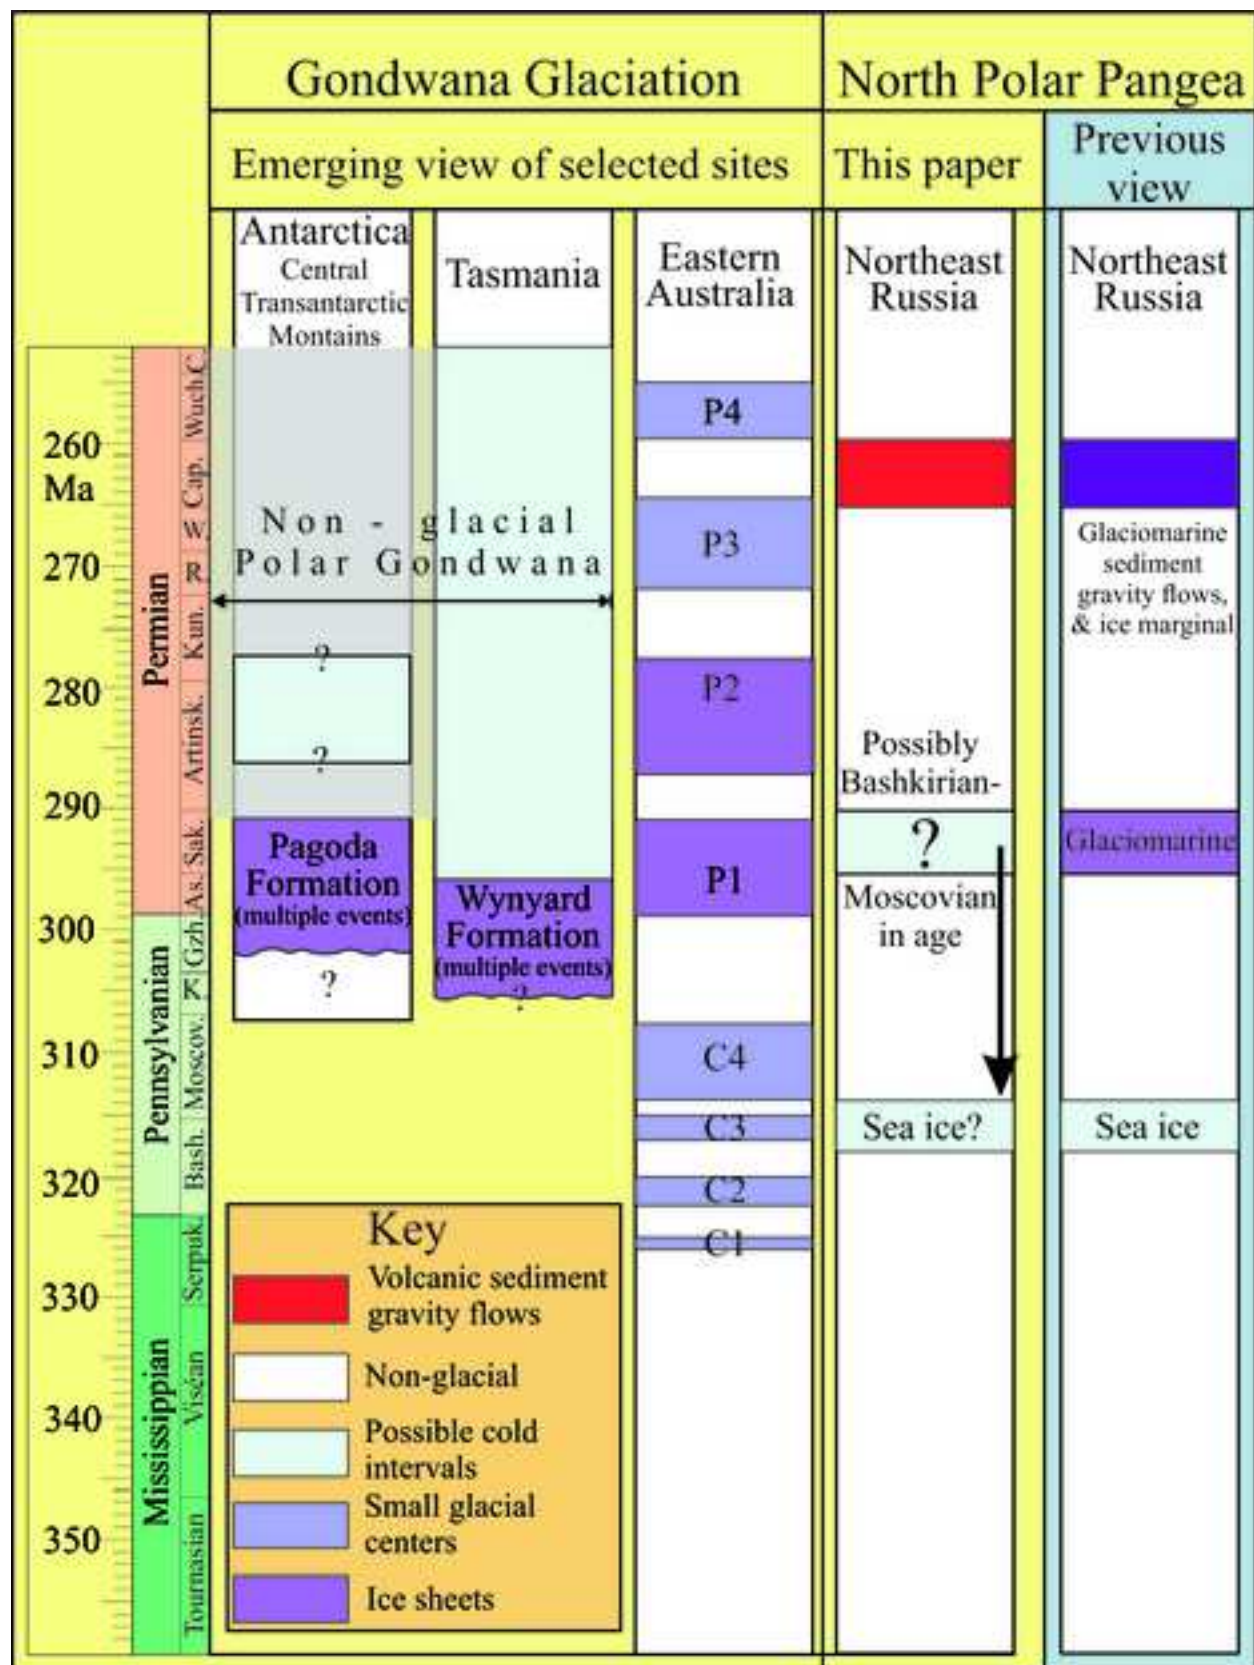 Gondwana Glaciation
North Polar Pangea
Emerging view of selected sites
This paper
Previous
view
Antarctica
Central
Transantarctic
Montains
Tasmania
Eastern
Australia
Northeast
Russia
Northeast
Russia
260
Ma
270
280
290
300
310
320
330
340
350
Permian
Pennsylvanian
Mississippian
Wuch.
C.
Cap.
W.
R.
Kun.
Artinsk.
Sak.
As.
Gzh.
K.
Moscov.
Bash.
Serpuk.
Viséan
Tournasian
Non - glacial
Polar Gondwana
?
?
Pagoda
Formation
(multiple events)
?
Wynyard
Formation
(multiple events)
?
P4
P3
P2
P1
C4
C3
C2
C1
Possibly
Bashkirian-
?
Moscovian
in age
Sea ice?
Glaciomarine
sediment
gravity flows,
& ice marginal
Glaciomarine
Sea ice
Key
Volcanic sediment
gravity flows
Non-glacial
Possible cold
intervals
Small glacial
centers
Ice sheets